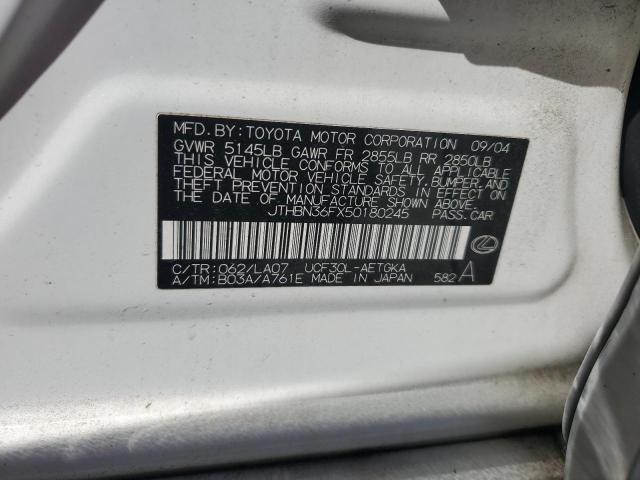 MFD.BY:TOYOTA MOTOR CORPORATION 09/04
GVWR 5145LB GAWR FR 2855LB RR 2850LB
THIS VEHICLE CONFORMS TO ALL APPLICABLE
FEDERAL MOTOR VEHICLE SAFETY,BUMPER,AND
THEFT PREVENTION STANDARDS IN EFFECT ON
THE DATE OF MANUFACTURE SHOWN ABOVE.
JTHBN36FX50180245 PASS.CAR
C/TR:062/LA07 UCF30L-AETGKA
A/TM:B03A/A761E MADE IN JAPAN 582 A